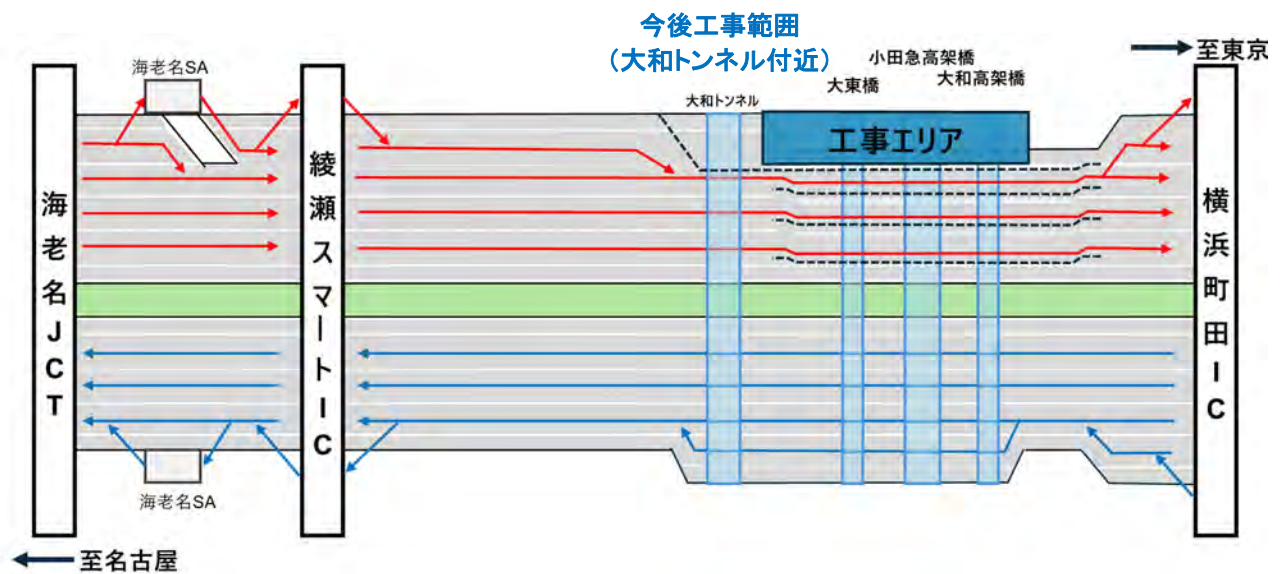 今後工事範囲
(大和トンネル付近)
至東京
海老名SA
小田急高架橋
大東橋
大和高架橋
大和トンネル
工事エリア
海老名JCT
綾瀬スマートIC
横浜町田IC
海老名SA
至名古屋